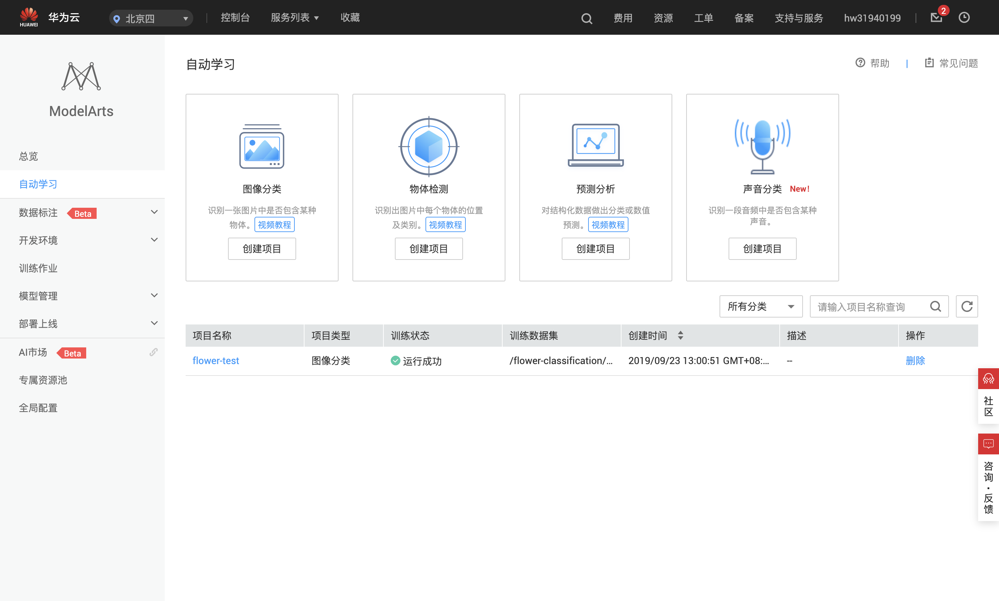 HUAWEI
华为云
北京四
控制台
服务列表
收藏
费用
资源
工单
备案
支持与服务
hw31940199
2
ModelArts
总览
自动学习
数据标注 Beta
开发环境
训练作业
模型管理
部署上线
AI市场 Beta
专属资源池
全局配置
自动学习
帮助
常见问题
图像分类
识别一张图片中是否包含某种
物体。 视频教程
创建项目
物体检测
识别出图片中每个物体的位置
及类别。 视频教程
创建项目
预测分析
对结构化数据做出分类或数值
预测。 视频教程
创建项目
声音分类 New!
识别一段音频中是否包含某种
声音。
创建项目
所有分类
请输入项目名称查询
项目名称 项目类型 训练状态 训练数据集 创建时间 描述 操作
flower-test 图像分类 运行成功 /flower-classification/... 2019/09/23 13:00:51 GMT+08:... -- 删除
社区
咨询·反馈